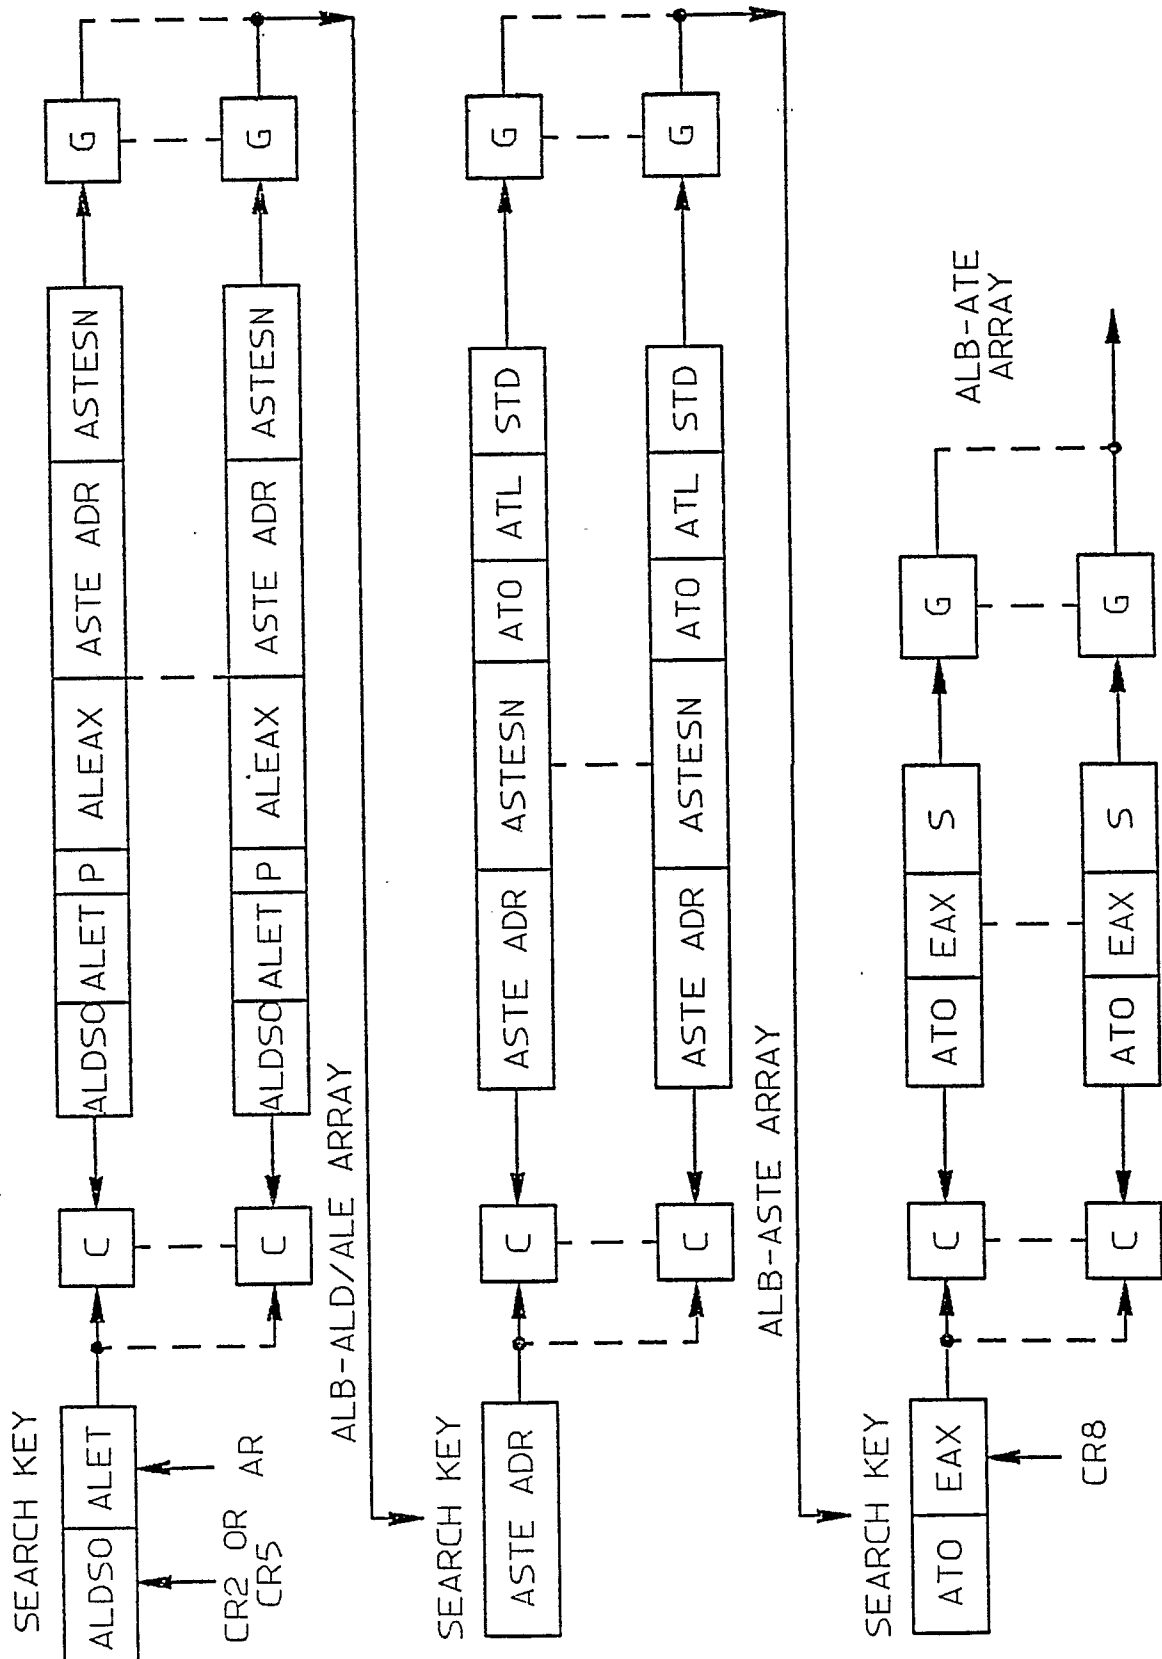 SEARCH KEY
ALDSO ALET
CR2 OR CR5
AR
C
C
ALDSO ALET P ALEAX ASTE ADR ASTESN
ALDSO ALET P ALEAX ASTE ADR ASTESN
G
G
ALB-ALD/ALE ARRAY
SEARCH KEY
ASTE ADR
C
C
ASTE ADR ASTESN ATO ATL STD
ASTE ADR ASTESN ATO ATL STD
G
G
ALB-ASTE ARRAY
SEARCH KEY
ATO EAX
CR8
C
C
ATO EAX S
ATO EAX S
G
G
ALB-ATE
ARRAY